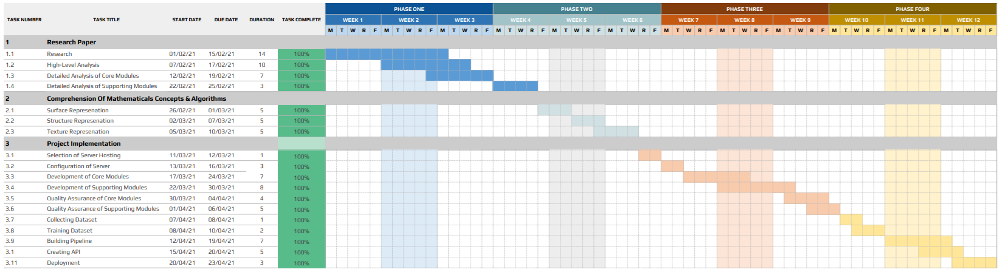 PHASE ONE PHASE TWO PHASE THREE PHASE FOUR
TASK NUMBER TASK TITLE START DATE DUE DATE DURATION TASK COMPLETE WEEK 1 WEEK 2 WEEK 3 WEEK 4 WEEK 5 WEEK 6 WEEK 7 WEEK 8 WEEK 9 WEEK 10 WEEK 11 WEEK 12
M T W R F M T W R F M T W R F M T W R F M T W R F M T W R F M T W R F M T W R F M T W R F M T W R F M T W R F M T W R F
1 Research Paper
1.1 Research 01/02/21 15/02/21 14 100%
1.2 High-Level Analysis 07/02/21 17/02/21 10 100%
1.3 Detailed Analysis of Core Modules 12/02/21 19/02/21 7 100%
1.4 Detailed Analysis of Supporting Modules 22/02/21 25/02/21 3 100%
2 Comprehension Of Mathematicals Concepts & Algorithms
2.1 Surface Represenation 26/02/21 01/03/21 5 100%
2.2 Structure Represenation 02/03/21 07/03/21 5 100%
2.3 Texture Represenation 05/03/21 10/03/21 5 100%
3 Project Implementation
3.1 Selection of Server Hosting 11/03/21 12/03/21 1 100%
3.2 Configuration of Server 13/03/21 16/03/21 3 100%
3.3 Development of Core Modules 17/03/21 24/03/21 7 100%
3.4 Development of Supporting Modules 22/03/21 30/03/21 8 100%
3.5 Quality Assurance of Core Modules 30/03/21 04/04/21 4 100%
3.6 Quality Assurance of Supporting Modules 01/04/21 06/04/21 5 100%
3.7 Collecting Dataset 07/04/21 08/04/21 1 100%
3.8 Training Dataset 08/04/21 10/04/21 2 100%
3.9 Building Pipeline 12/04/21 19/04/21 7 100%
3.1 Creating API 15/04/21 20/04/21 5 100%
3.11 Deployment 20/04/21 23/04/21 3 100%